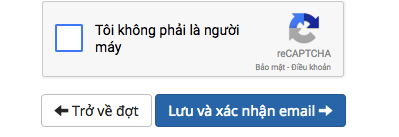 Tôi không phải là người
máy
reCAPTCHA
Bảo mật - Điều khoản
Trở về đợt
Lưu và xác nhận email